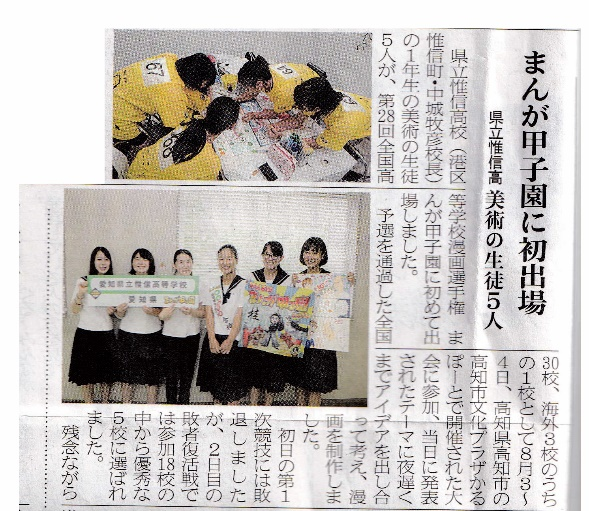 まんが甲子園に初出場
県立惟信高 美術の生徒5人
県立惟信高校（港区
惟信町・中城牧彦校長）
の1年生の美術の生徒
5人が、第28回全国高
等学校漫画選手権　ま
んが甲子園に初めて出
場しました。
予選を通過した全国
30校、海外3校のうち
の1校として8月3〜
4日、高知県高知市の
高知市文化プラザかる
ぽーとで開催された大
会に参加、当日に発表
されたテーマに夜遅く
までアイデアを出し合
って考え、漫
画を制作しま
した。
初日の第1
次競技には敗
退しました
が、2日目の
敗者復活戦で
は参加18校の
中から優秀な
5校に選ばれ
ました。
残念ながら
67
68
愛知県立惟信高等学校
愛知県